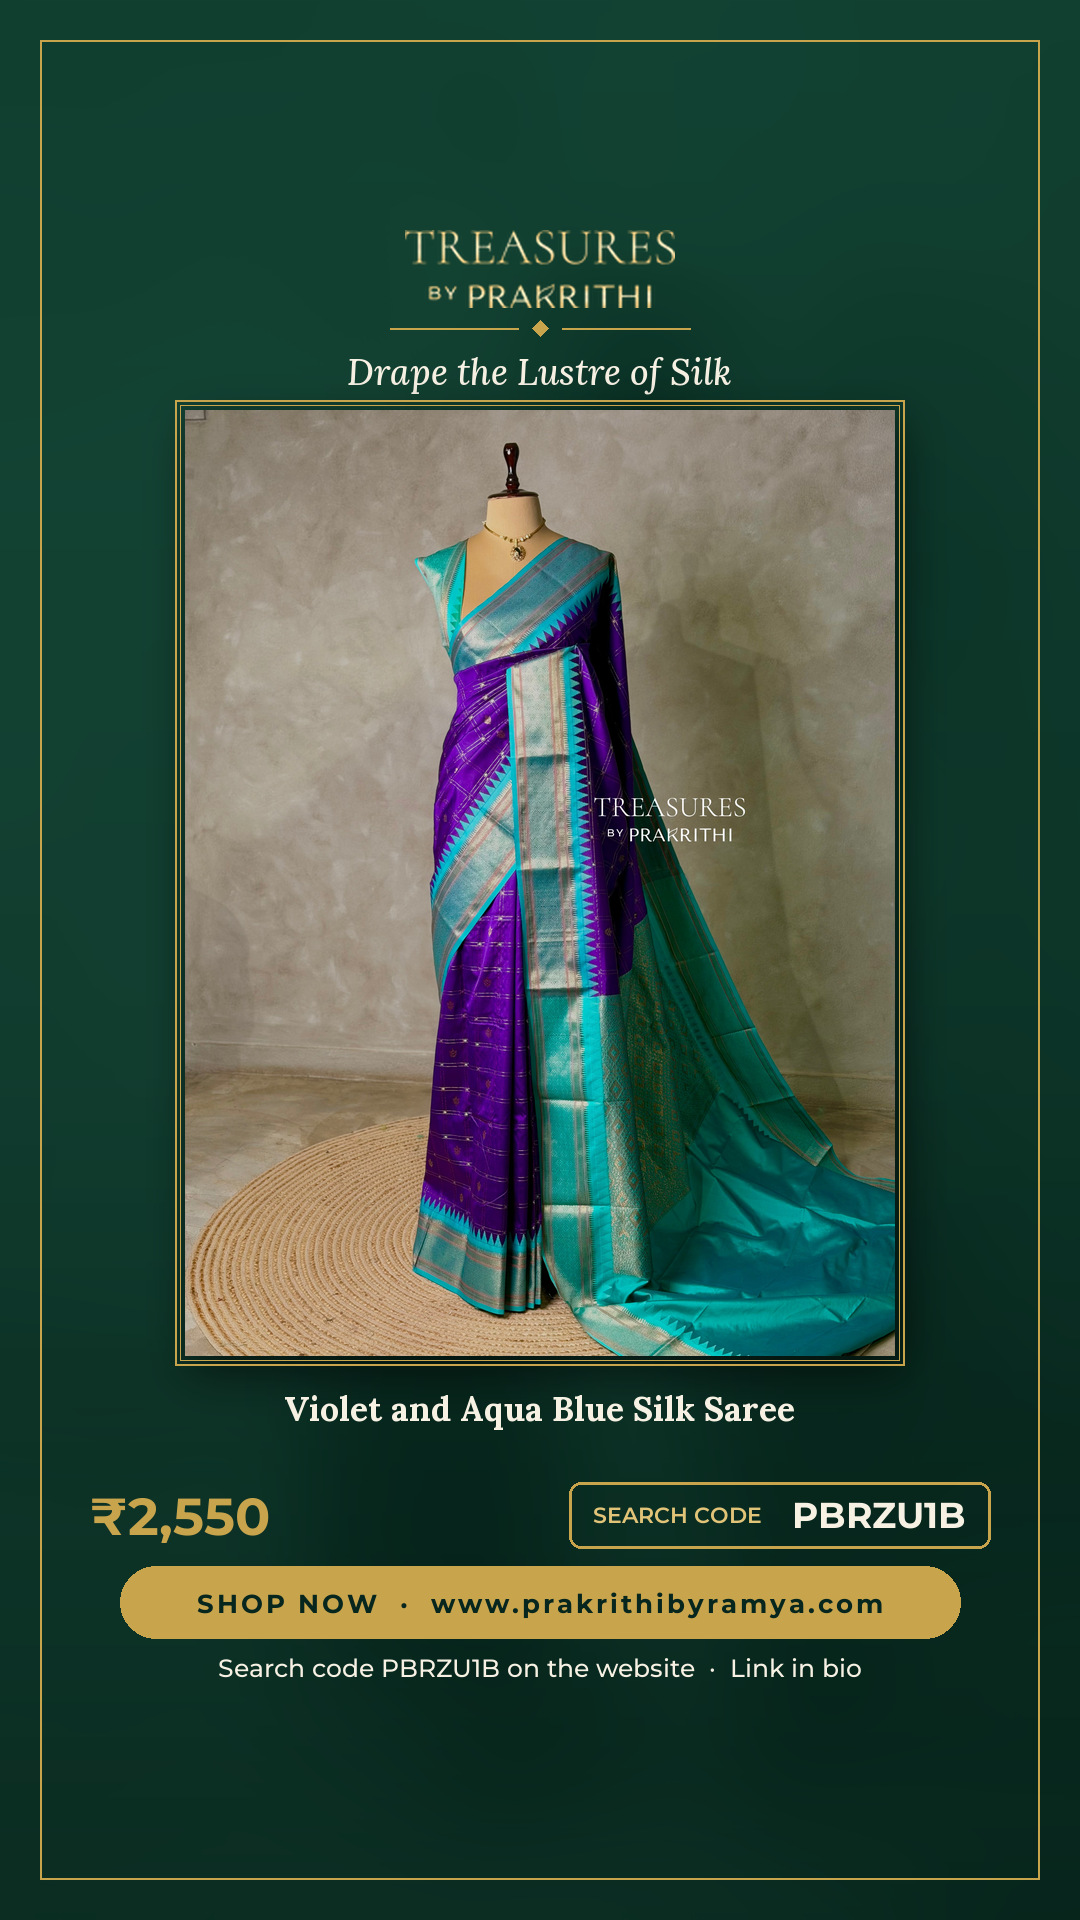 TREASURES
BY PRAKRITHI
Drape the Lustre of Silk
TREASURES
BY PRAKRITHI
Violet and Aqua Blue Silk Saree
₹2,550
SEARCH CODE PBRZU1B
SHOP NOW · www.prakrithibyramya.com
Search code PBRZU1B on the website · Link in bio